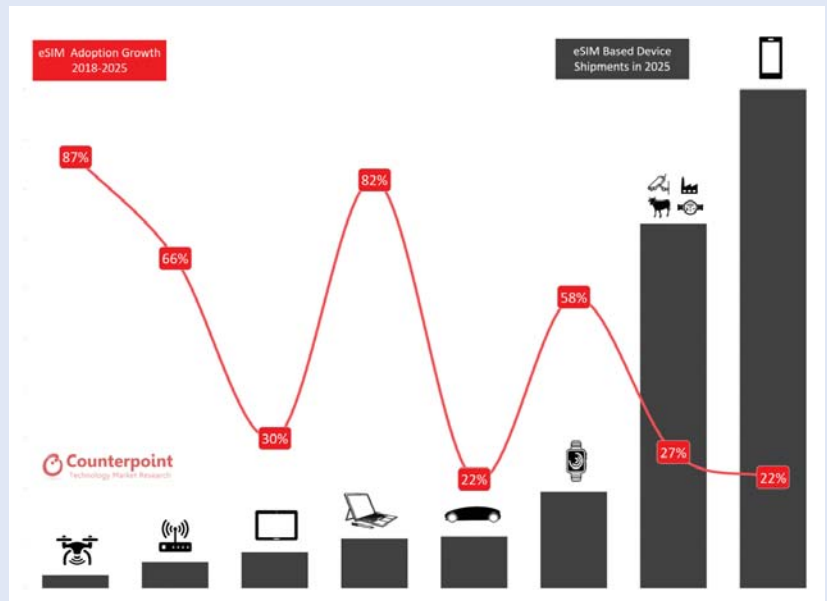 eSIM Adoption Growth
2018-2025
eSIM Based Device
Shipments in 2025
87%
66%
30%
82%
22%
58%
27%
22%
Counterpoint
Technology Market Research